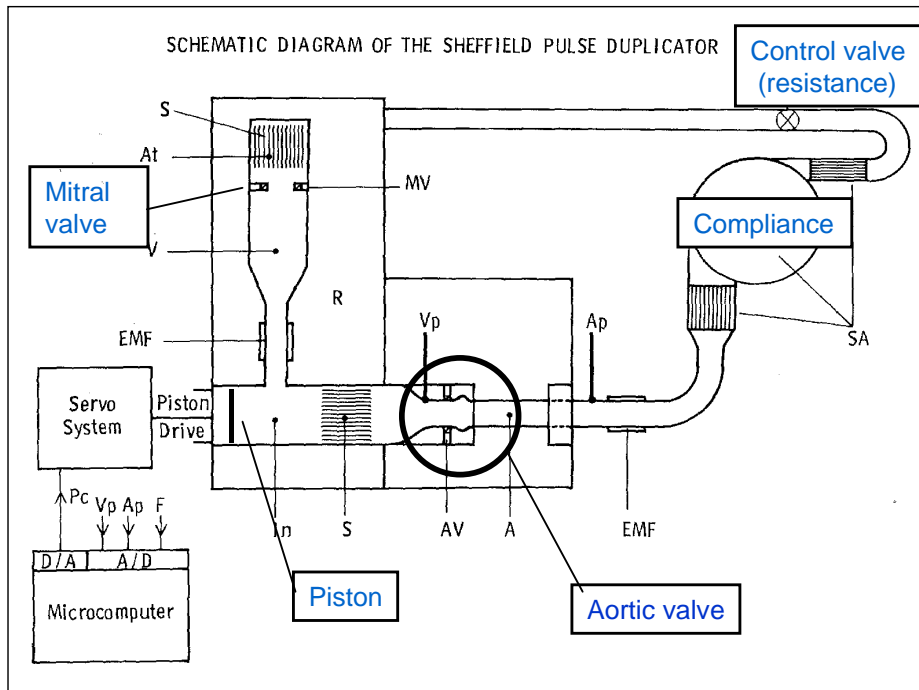 SCHEMATIC DIAGRAM OF THE SHEFFIELD PULSE DUPLICATOR
Control valve
(resistance)
S
At
Mitral
valve
MV
Compliance
V
R
EMF
Vp
Ap
SA
Servo
System
Piston
Drive
Pc
Vp Ap F
In
S
AV
A
EMF
D/A
A/D
Microcomputer
Piston
Aortic valve